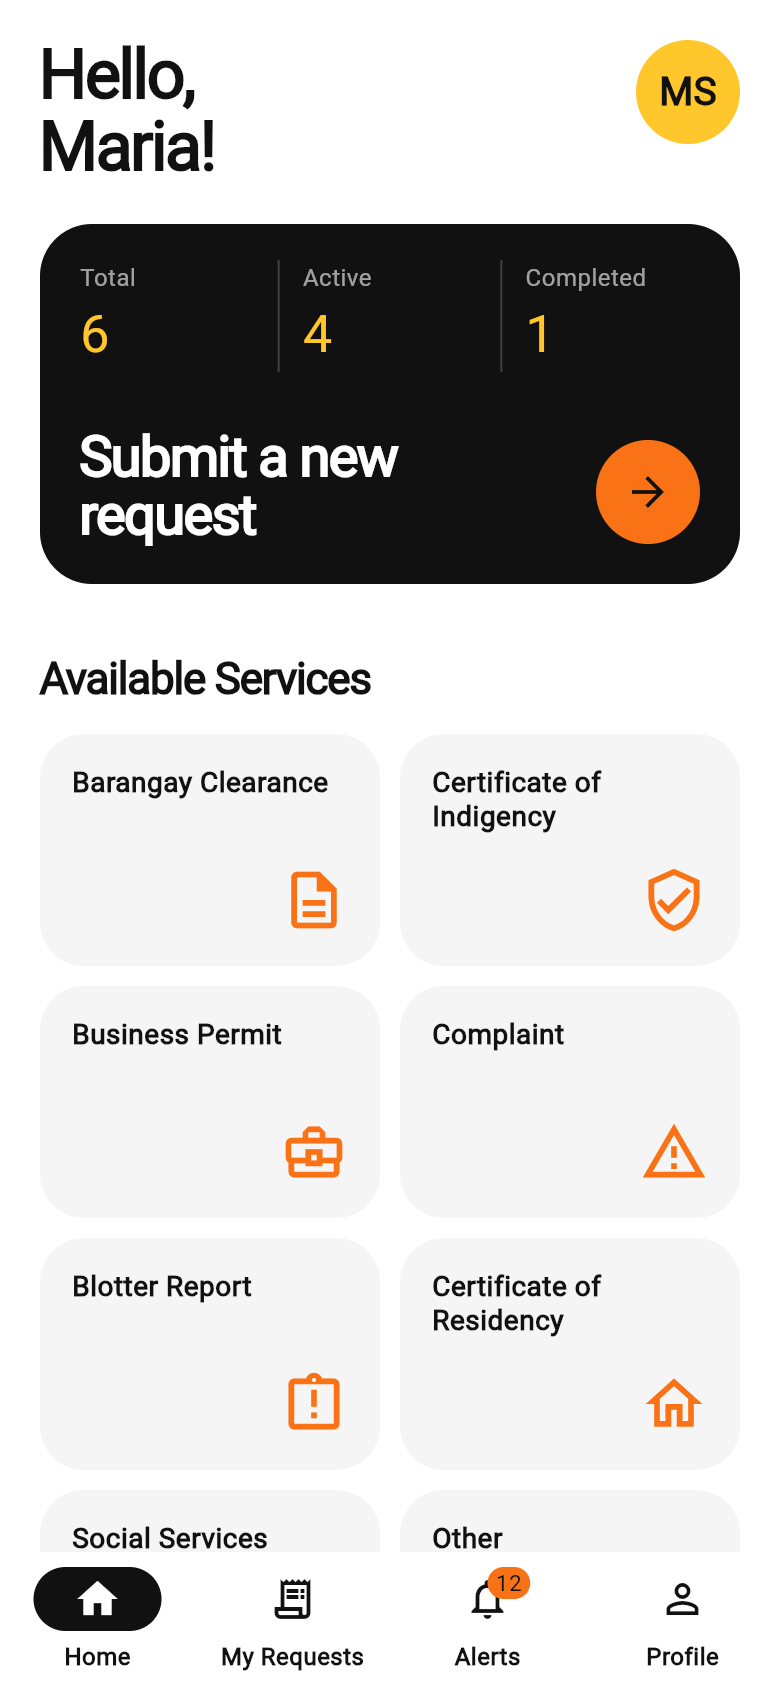 Hello,
Maria!
MS
Total
Active
Completed
6
4
1
Submit a new
request
Available Services
Barangay Clearance
Certificate of
Indigency
Business Permit
Complaint
Blotter Report
Certificate of
Residency
Social Services
Other
12
Home
My Requests
Alerts
Profile